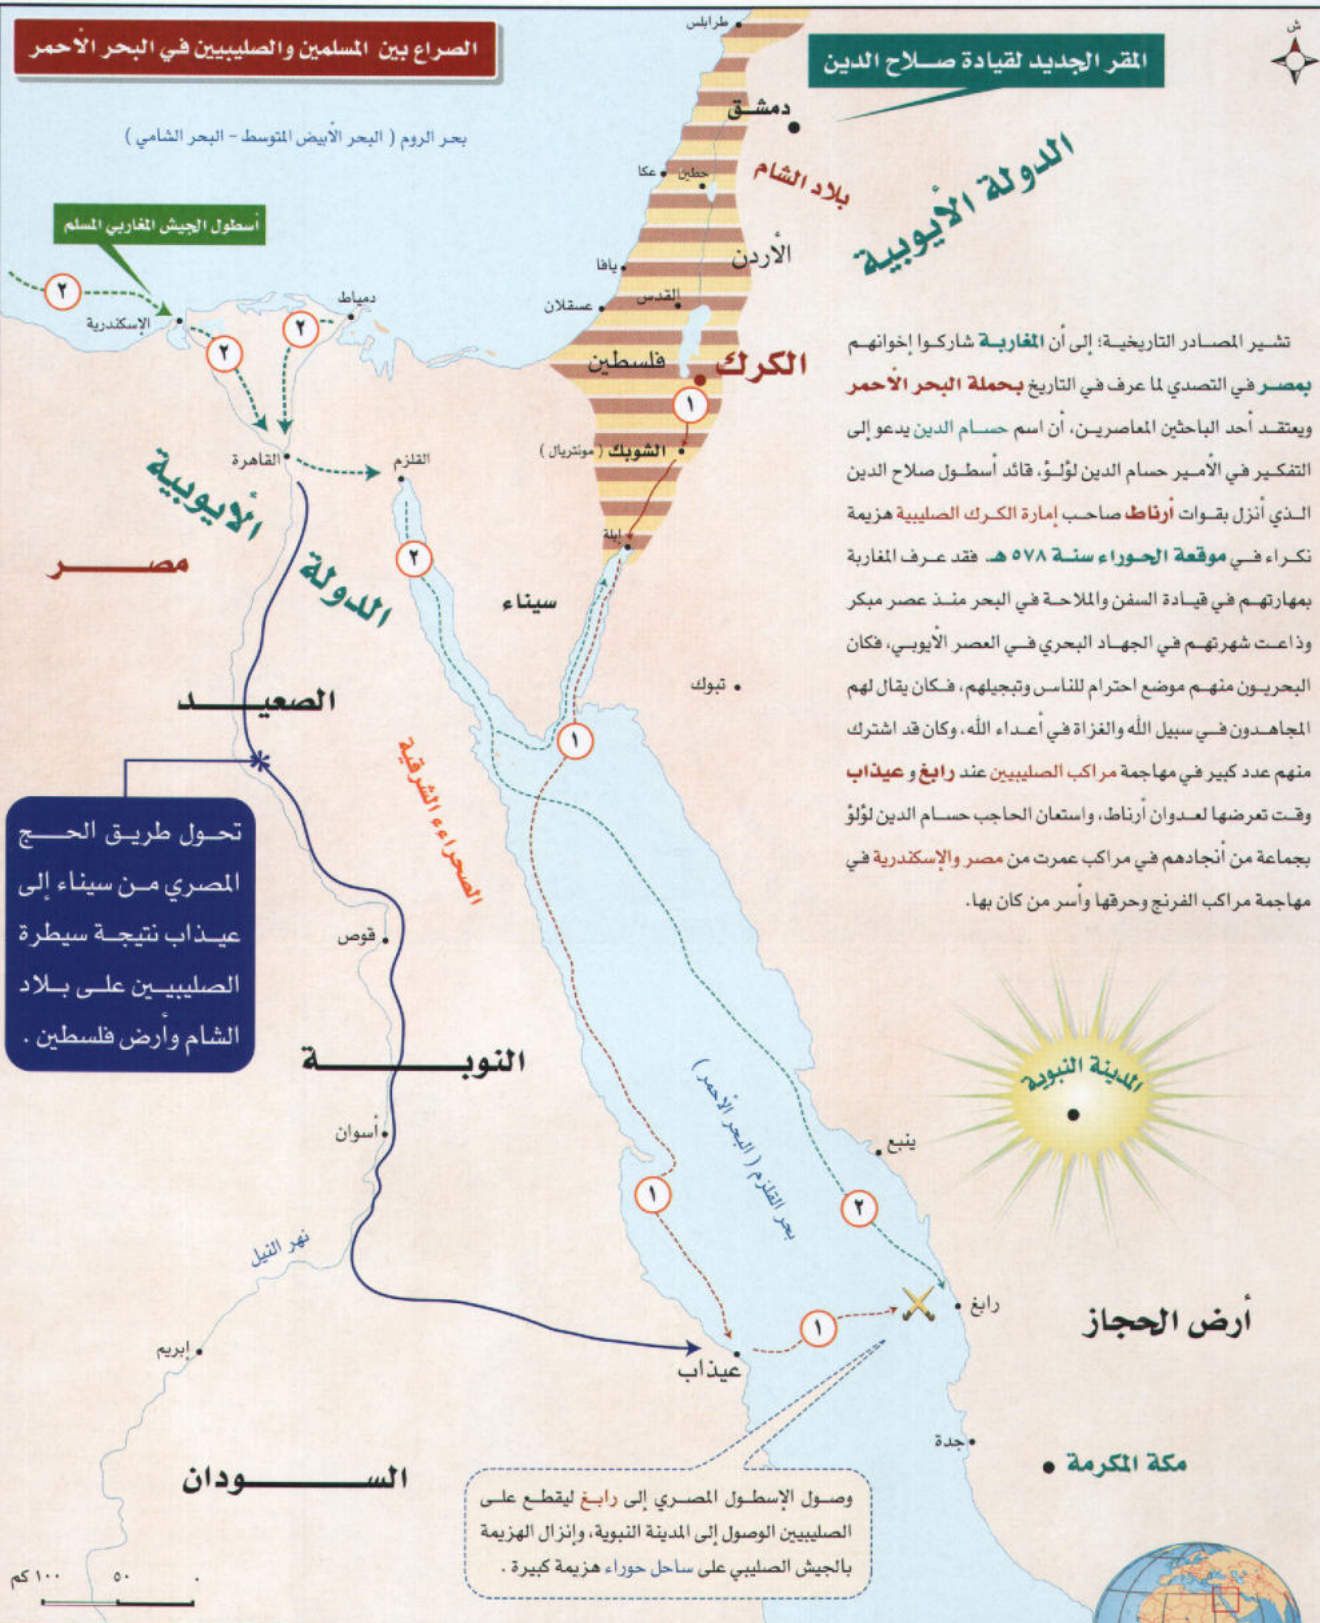 الصراع بين المسلمين والصليبيين في البحر الأحمر
المقر الجديد لقيادة صلاح الدين
ش
طرابلس
دمشق
بحر الروم ( البحر الأبيض المتوسط - البحر الشامي )
بلاد الشام
الدولة الأيوبية
عكا
حطين
أسطول الجيش المغاربي المسلم
الأردن
يافا
القدس
عسقلان
دمياط
الإسكندرية
٢
٢
٢
فلسطين
الكرك
١
الشوبك ( مونتريال )
القاهرة
القلزم
إيلة
٢
سيناء
الدولة
الأيوبية
مصر
تبوك
الصعيد
١
الصحراء الشرقية
تشير المصادر التاريخية؛ إلى أن المغاربة شاركوا إخوانهم
بمصر في التصدي لما عرف في التاريخ بحملة البحر الأحمر
ويعتقد أحد الباحثين المعاصرين، أن اسم حسام الدين يدعو إلى
التفكير في الأمير حسام الدين لؤلؤ، قائد أسطول صلاح الدين
الذي أنزل بقوات أرناط صاحب إمارة الكرك الصليبية هزيمة
نكراء في موقعة الحوراء سنة ٥٧٨ هـ. فقد عرف المغاربة
بمهارتهم في قيادة السفن والملاحة في البحر منذ عصر مبكر
وذاعت شهرتهم في الجهاد البحري في العصر الأيوبي، فكان
البحريون منهم موضع احترام للناس وتبجيلهم، فكان يقال لهم
المجاهدون في سبيل الله والغزاة في أعداء الله، وكان قد اشترك
منهم عدد كبير في مهاجمة مراكب الصليبيين عند رابغ و عيذاب
وقت تعرضها لعدوان أرناط، واستعان الحاجب حسام الدين لؤلؤ
بجماعة من أنجادهم في مراكب عمرت من مصر والإسكندرية في
مهاجمة مراكب الفرنج وحرقها وأسر من كان بها.
تحول طريق الحج
المصري من سيناء إلى
عيذاب نتيجة سيطرة
الصليبيين على بلاد
الشام وأرض فلسطين .
قوص
النوبة
أسوان
المدينة النبوية
بحر القلزم ( البحر الأحمر )
ينبع
١
٢
نهر النيل
رابغ
أرض الحجاز
١
إبريم
عيذاب
جدة
مكة المكرمة
السودان
وصول الإسطول المصري إلى رابغ ليقطع على
الصليبيين الوصول إلى المدينة النبوية، وإنزال الهزيمة
بالجيش الصليبي على ساحل حوراء هزيمة كبيرة .
٠ ٥٠ ١٠٠ كم